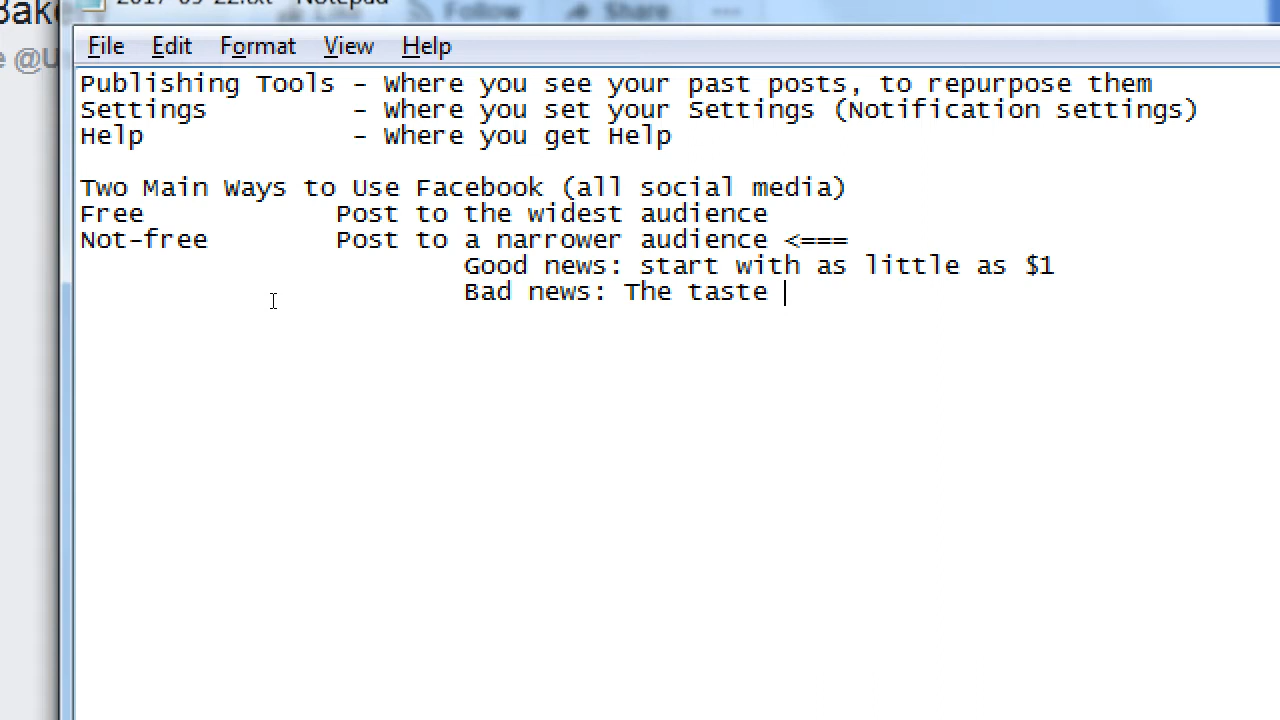 Follow Share ...
File Edit Format View Help
Publishing Tools - Where you see your past posts, to repurpose them
Settings - Where you set your Settings (Notification settings)
Help - Where you get Help
Two Main Ways to Use Facebook (all social media)
Free Post to the widest audience
Not-free Post to a narrower audience <===
Good news: start with as little as $1
Bad news: The taste